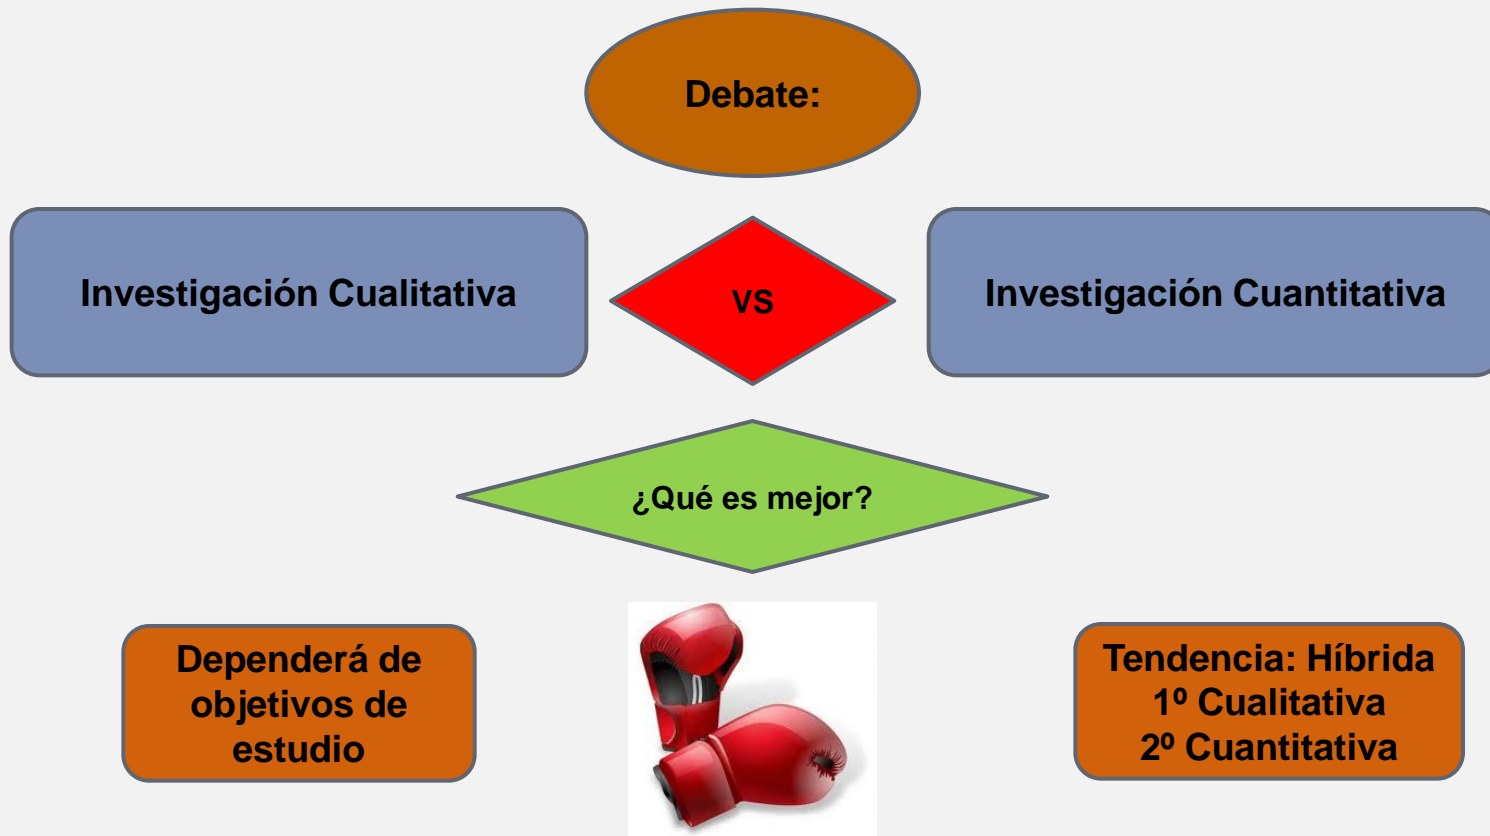 Debate:
Investigación Cualitativa
VS
Investigación Cuantitativa
¿Qué es mejor?
Dependerá de
objetivos de
estudio
Tendencia: Híbrida
1º Cualitativa
2º Cuantitativa